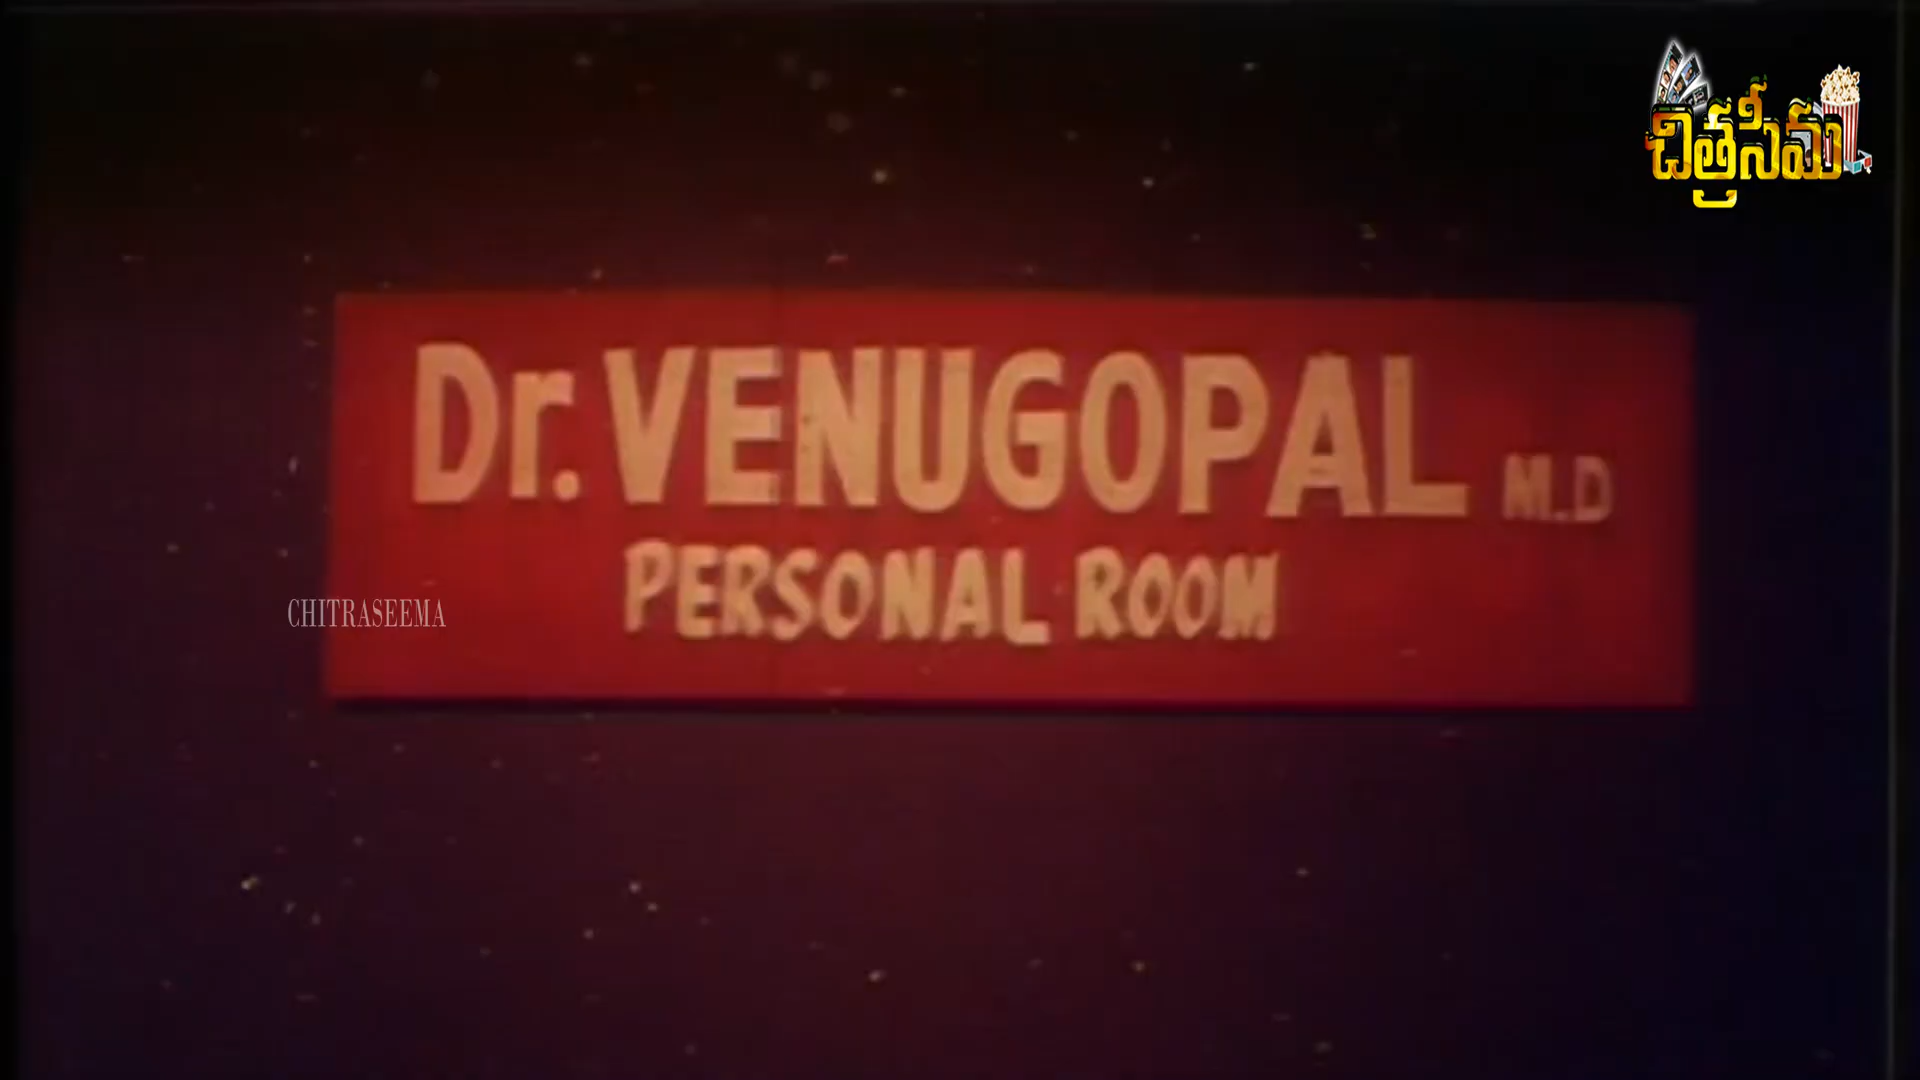 చిత్రసీమ
Dr. VENUGOPAL M.D
PERSONAL ROOM
CHITRASEEMA